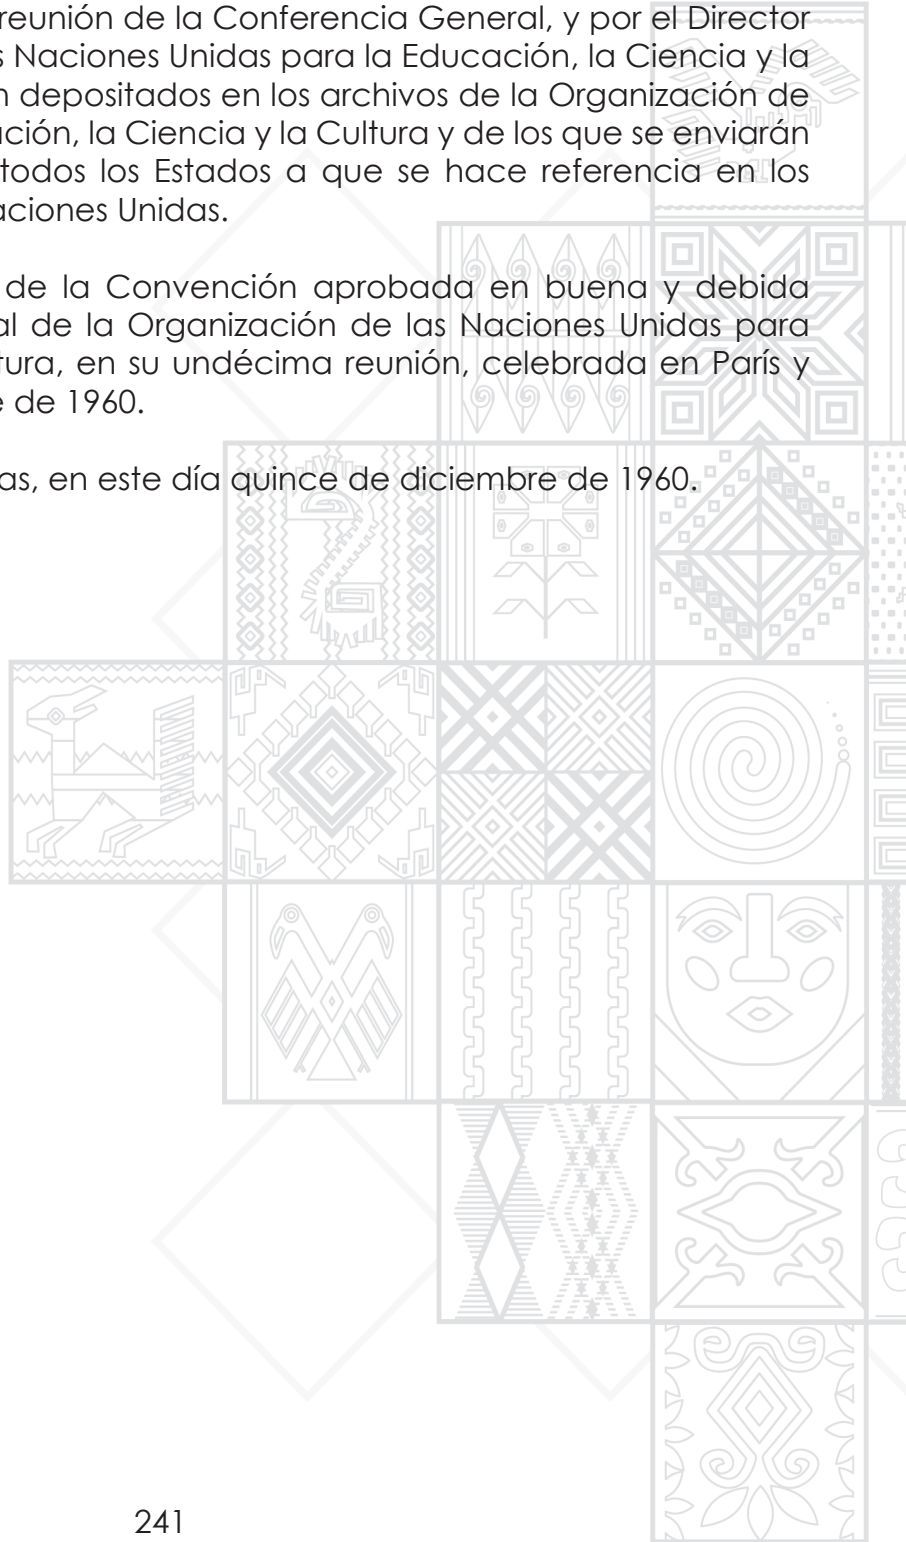 reunión de la Conferencia General, y por el Director
s Naciones Unidas para la Educación, la Ciencia y la
n depositados en los archivos de la Organización de
ación, la Ciencia y la Cultura y de los que se enviarán
todos los Estados a que se hace referencia en los
aciones Unidas.
de la Convención aprobada en buena y debida
al de la Organización de las Naciones Unidas para
tura, en su undécima reunión, celebrada en París y
e de 1960.
as, en este día quince de diciembre de 1960.
241